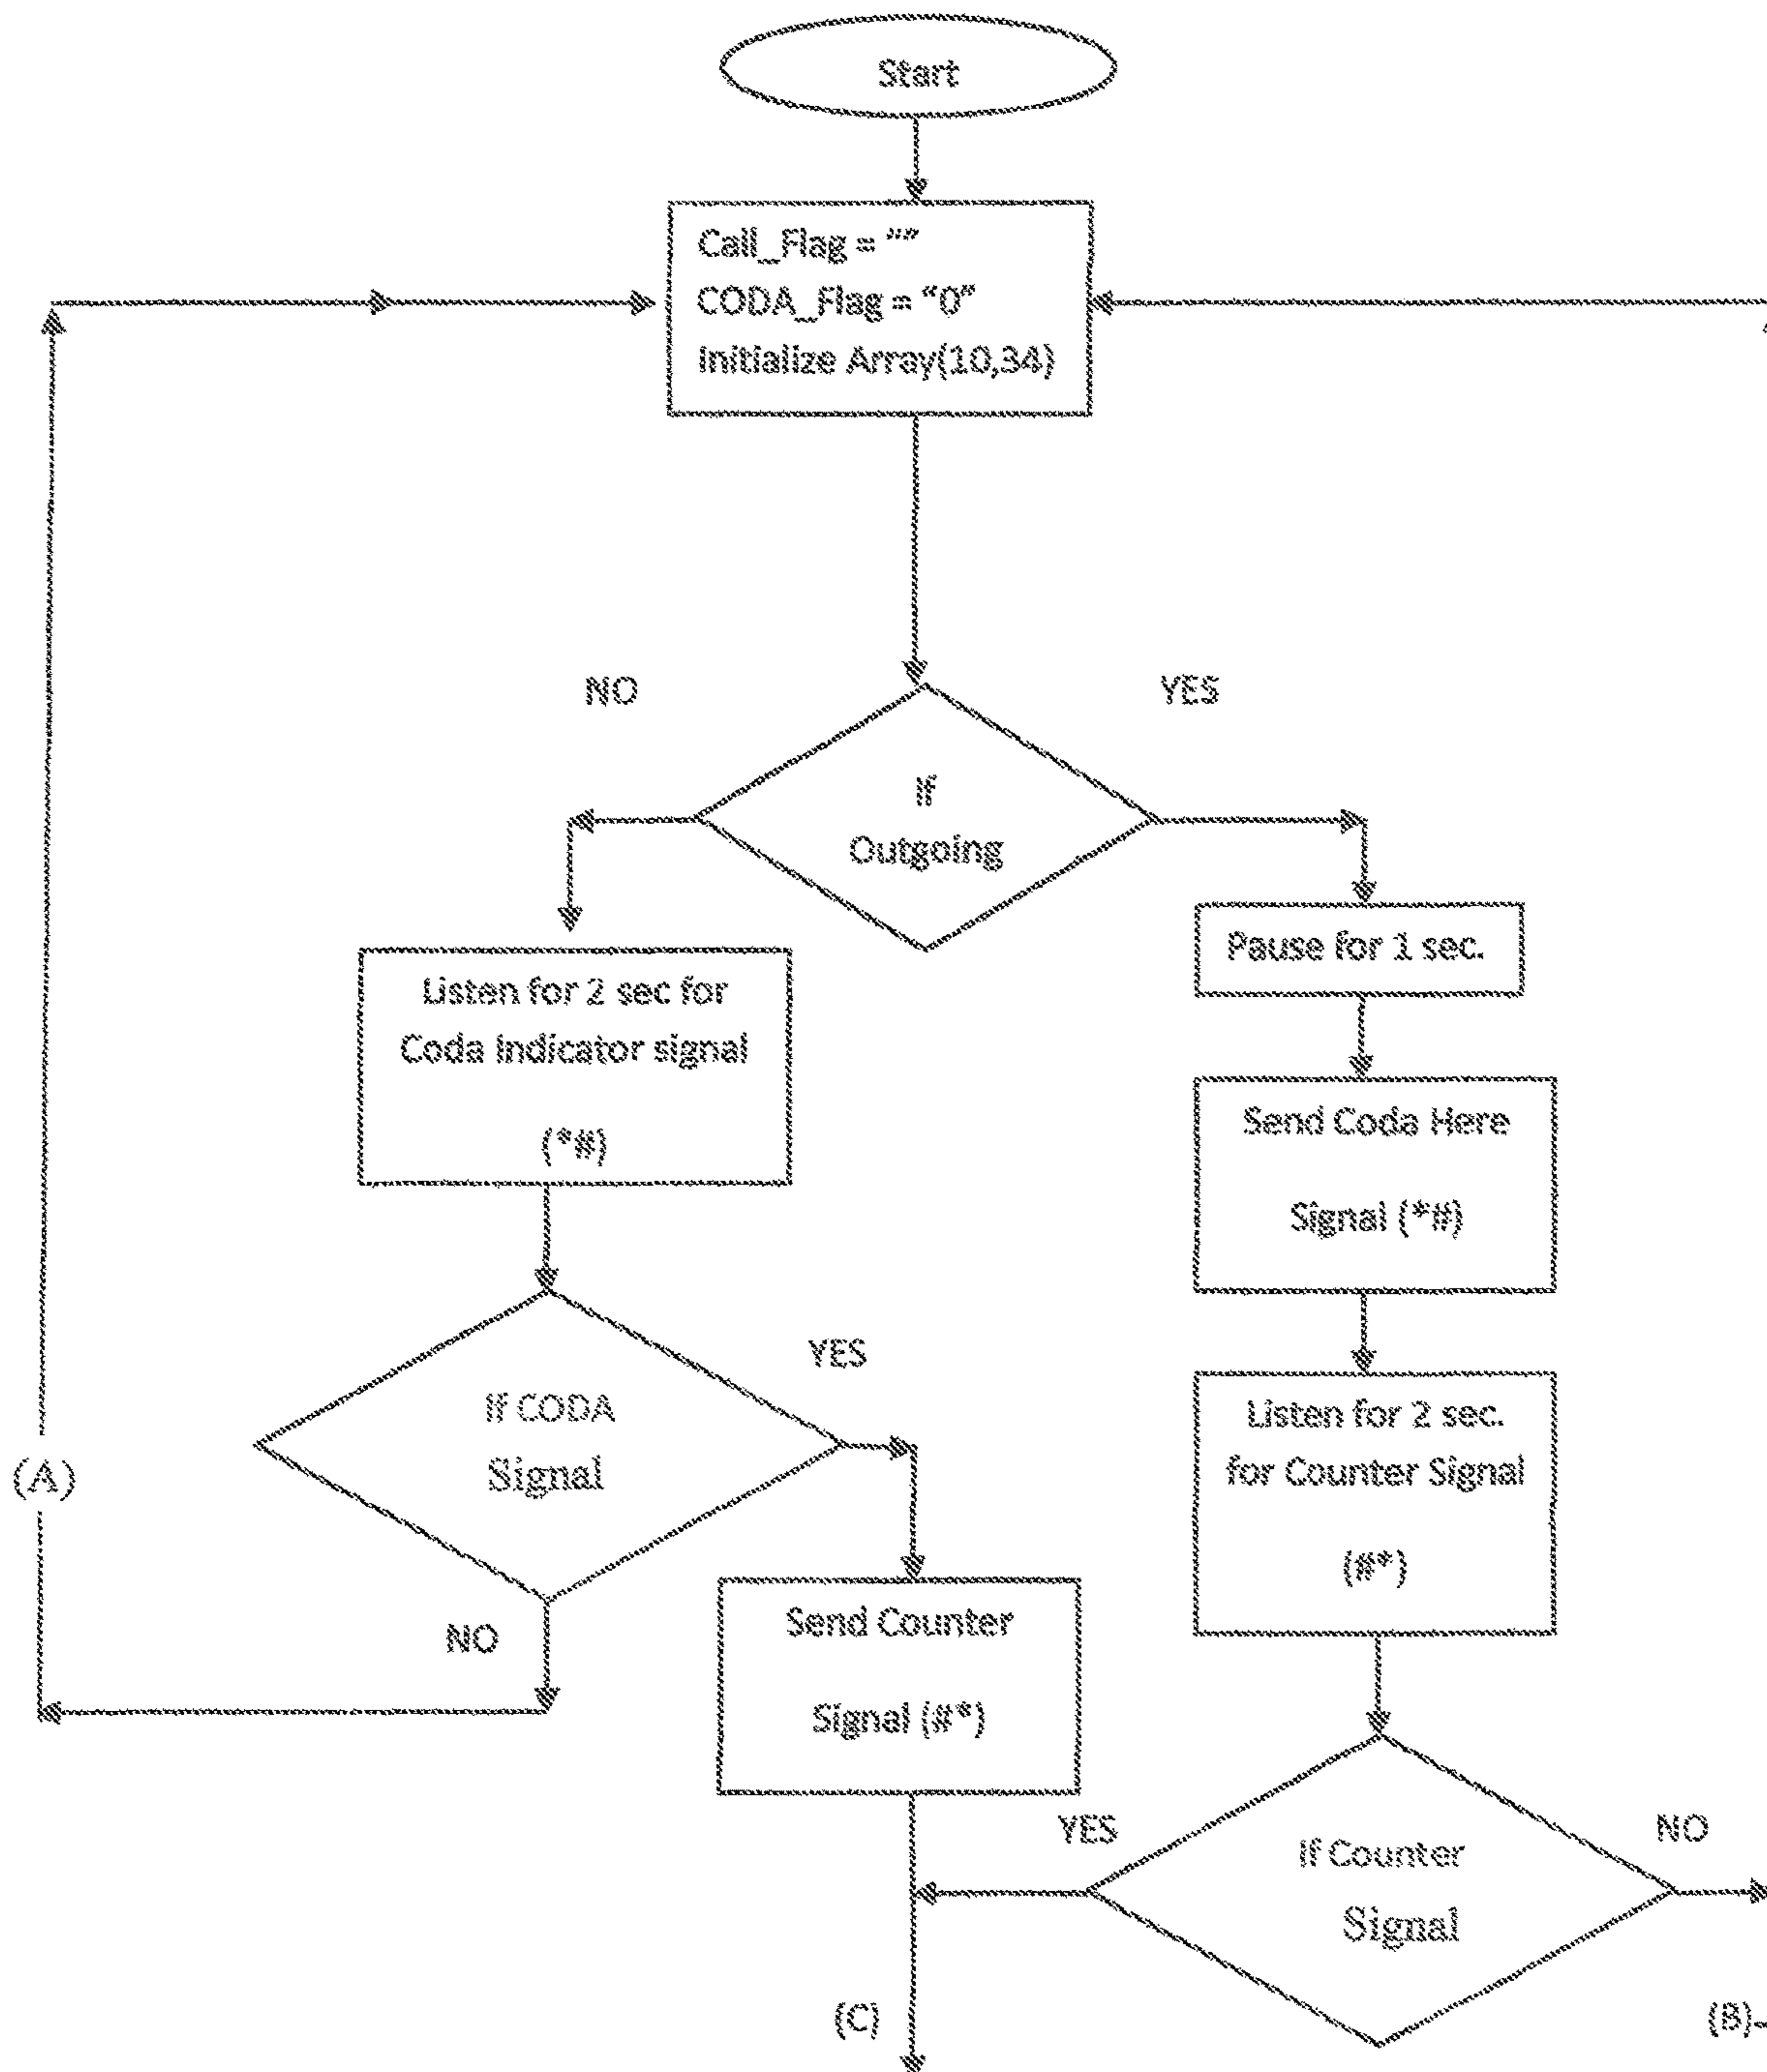 Start
Call_Flag = “”
CODA_Flag = “0”
Initialize Array(10,34)
NO
YES
If
Outgoing
Pause for 1 sec.
Listen for 2 sec for
Coda Indicator signal
(*#)
Send Coda Here
Signal (*#)
YES
If CODA
Signal
Listen for 2 sec.
for Counter Signal
(#*)
(A)
NO
Send Counter
Signal (#*)
YES
NO
If Counter
Signal
(C)
(B)